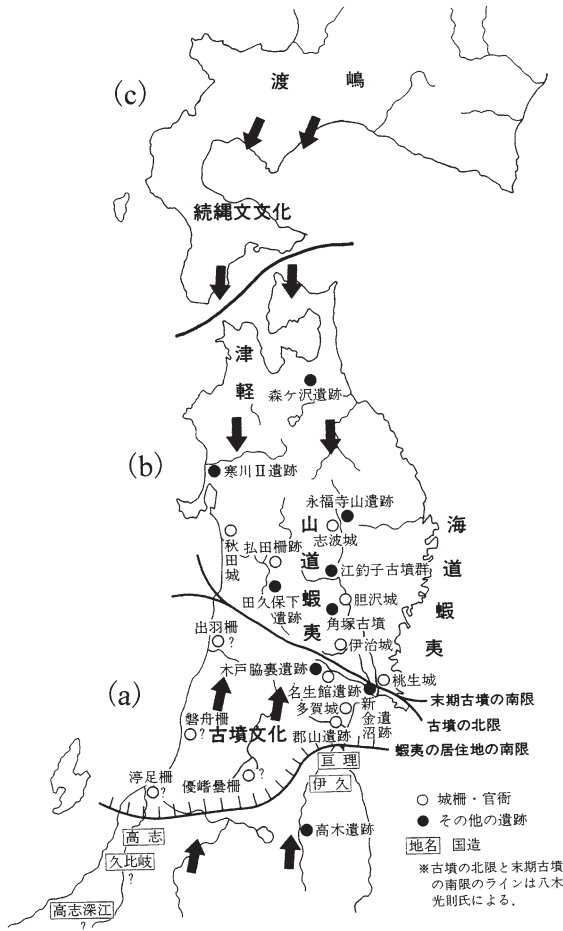 渡 嶋
(c)
続縄文文化
津軽
森ケ沢遺跡
(b)
寒川Ⅱ遺跡
永福寺山遺跡
志波城
山道蝦夷
海道蝦夷
秋田城
払田柵跡
江釣子古墳群
田久保下遺跡
胆沢城
角塚古墳
出羽柵
?
伊治城
木戸脇裏遺跡
桃生城
(a)
名生館遺跡
末期古墳の南限
多賀城
新金沼遺跡
古墳の北限
磐舟柵
?
古墳文化
郡山遺跡
蝦夷の居住地の南限
亘理
渟足柵
?
優嗜曇柵
?
伊久
高志
高木遺跡
久比岐
?
高志深江
?
○ 城柵・官衙
● その他の遺跡
地名 国造
※古墳の北限と末期古墳
の南限のラインは八木
光則氏による。